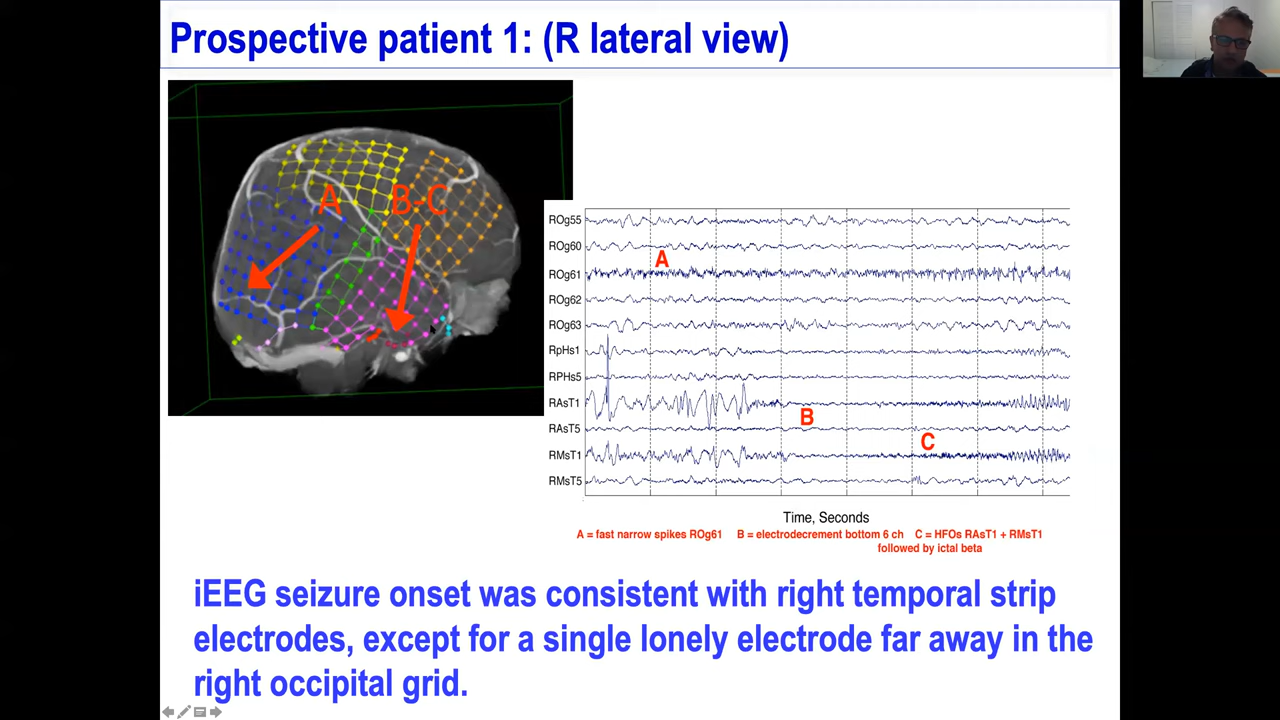 Prospective patient 1: (R lateral view)
A
B-C
ROg55
ROg60
A
ROg61
ROg62
ROg63
RpHs1
RPHs5
RAsT1
B
RAsT5
C
RMsT1
RMsT5
Time, Seconds
A = fast narrow spikes ROg61 B = electrodecrement bottom 6 ch C = HFOs RAsT1 + RMsT1
followed by ictal beta
iEEG seizure onset was consistent with right temporal strip
electrodes, except for a single lonely electrode far away in the
right occipital grid.